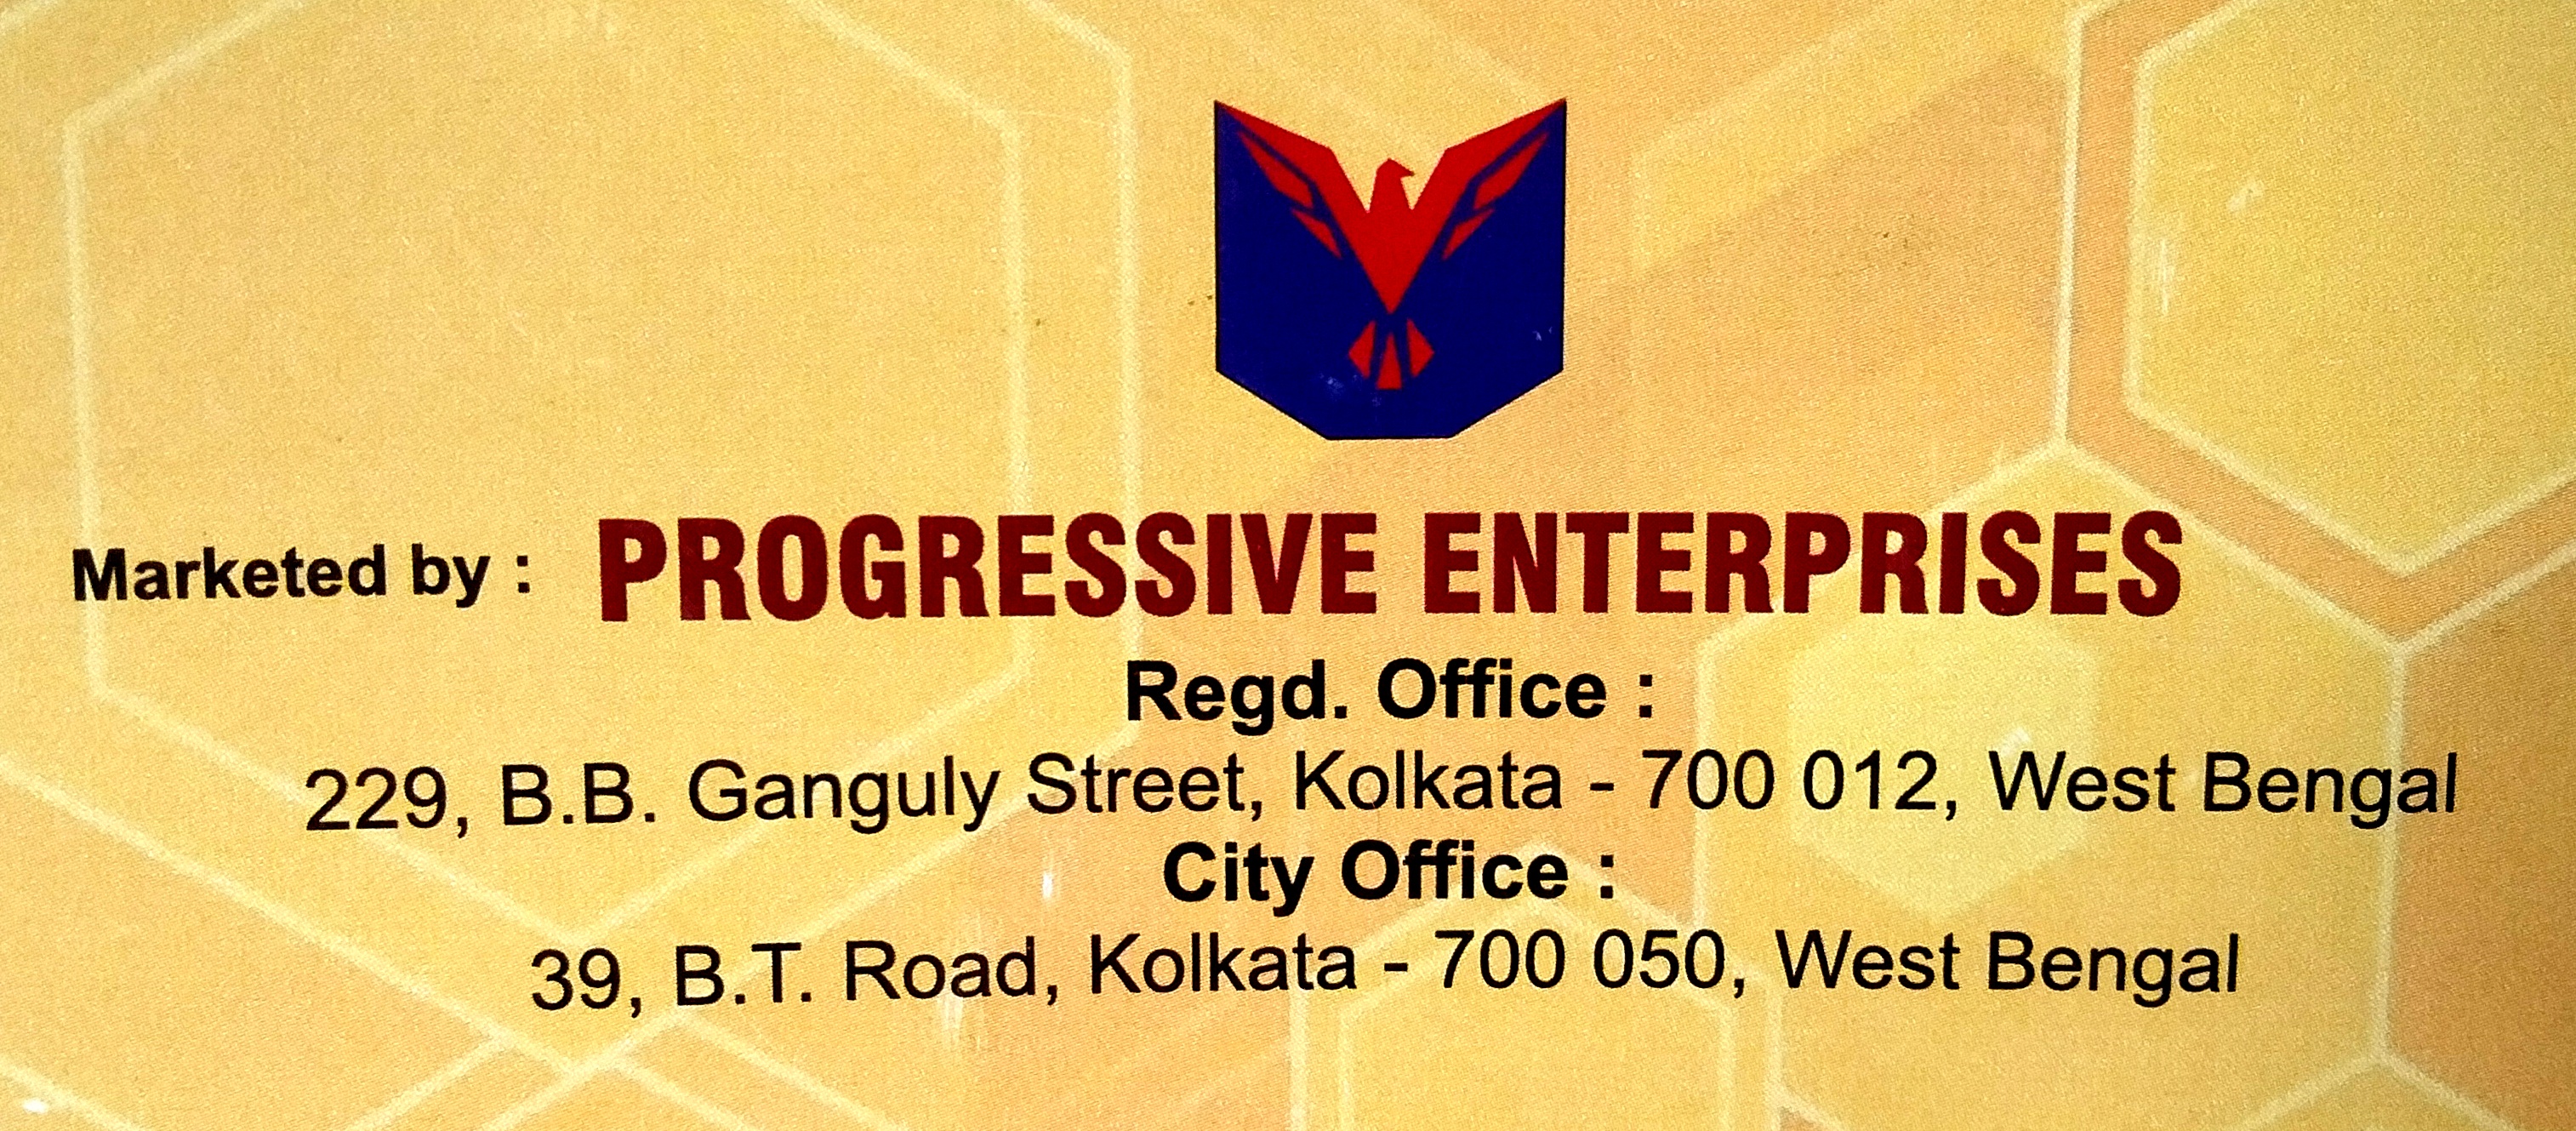 Marketed by : PROGRESSIVE ENTERPRISES
Regd. Office :
229, B.B. Ganguly Street, Kolkata - 700 012, West Bengal
City Office :
39, B.T. Road, Kolkata - 700 050, West Bengal